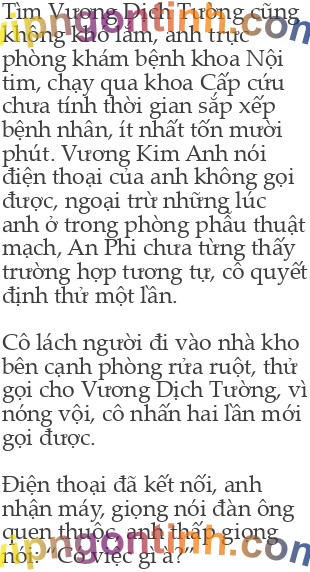 Tìm Vương Dịch Tường cũng
không khó lắm, anh trực
phòng khám bệnh khoa Nội
tim, chạy qua khoa Cấp cứu
chưa tính thời gian sắp xếp
bệnh nhân, ít nhất tốn mười
phút. Vương Kim Anh nói
điện thoại của anh không gọi
được, ngoại trừ những lúc
anh ở trong phòng phẫu thuật
mạch, An Phi chưa từng thấy
trường hợp tương tự, cô quyết
định thử một lần.
Cô lách người đi vào nhà kho
bên cạnh phòng rửa ruột, thử
gọi cho Vương Dịch Tường, vì
nóng vội, cô nhấn hai lần mới
gọi được.
Điện thoại đã kết nối, anh
nhận máy, giọng nói đàn ông
quen thuộc, anh thấp giọng
nói: “Có việc gì à?”
vipngontinh.com
vipngontinh.com